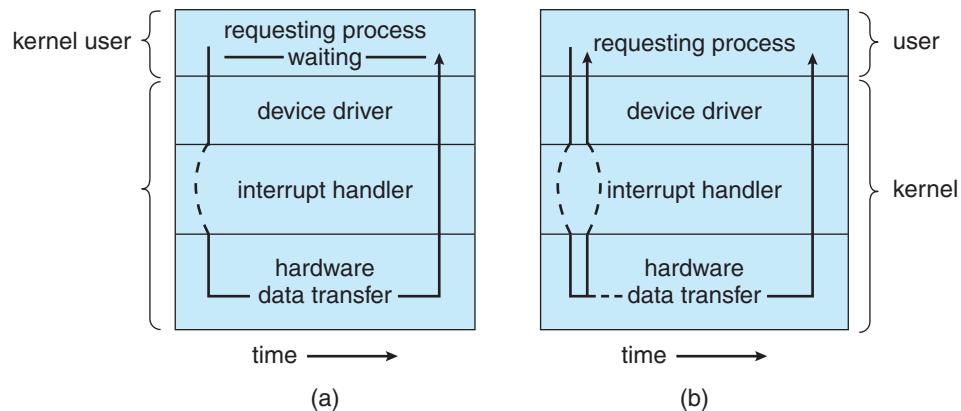 kernel user
requesting process
waiting
device driver
interrupt handler
hardware
data transfer
time
(a)
requesting process
device driver
interrupt handler
hardware
data transfer
user
kernel
time
(b)